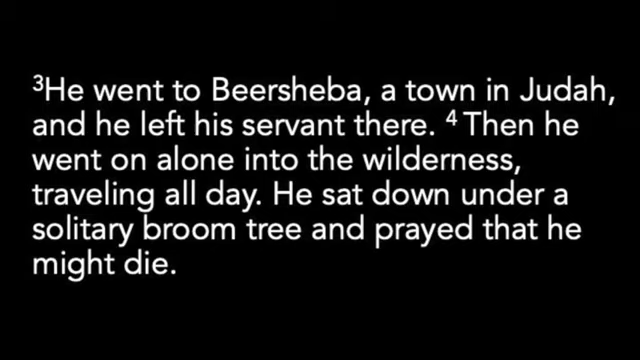 ³He went to Beersheba, a town in Judah,
and he left his servant there. ⁴ Then he
went on alone into the wilderness,
traveling all day. He sat down under a
solitary broom tree and prayed that he
might die.